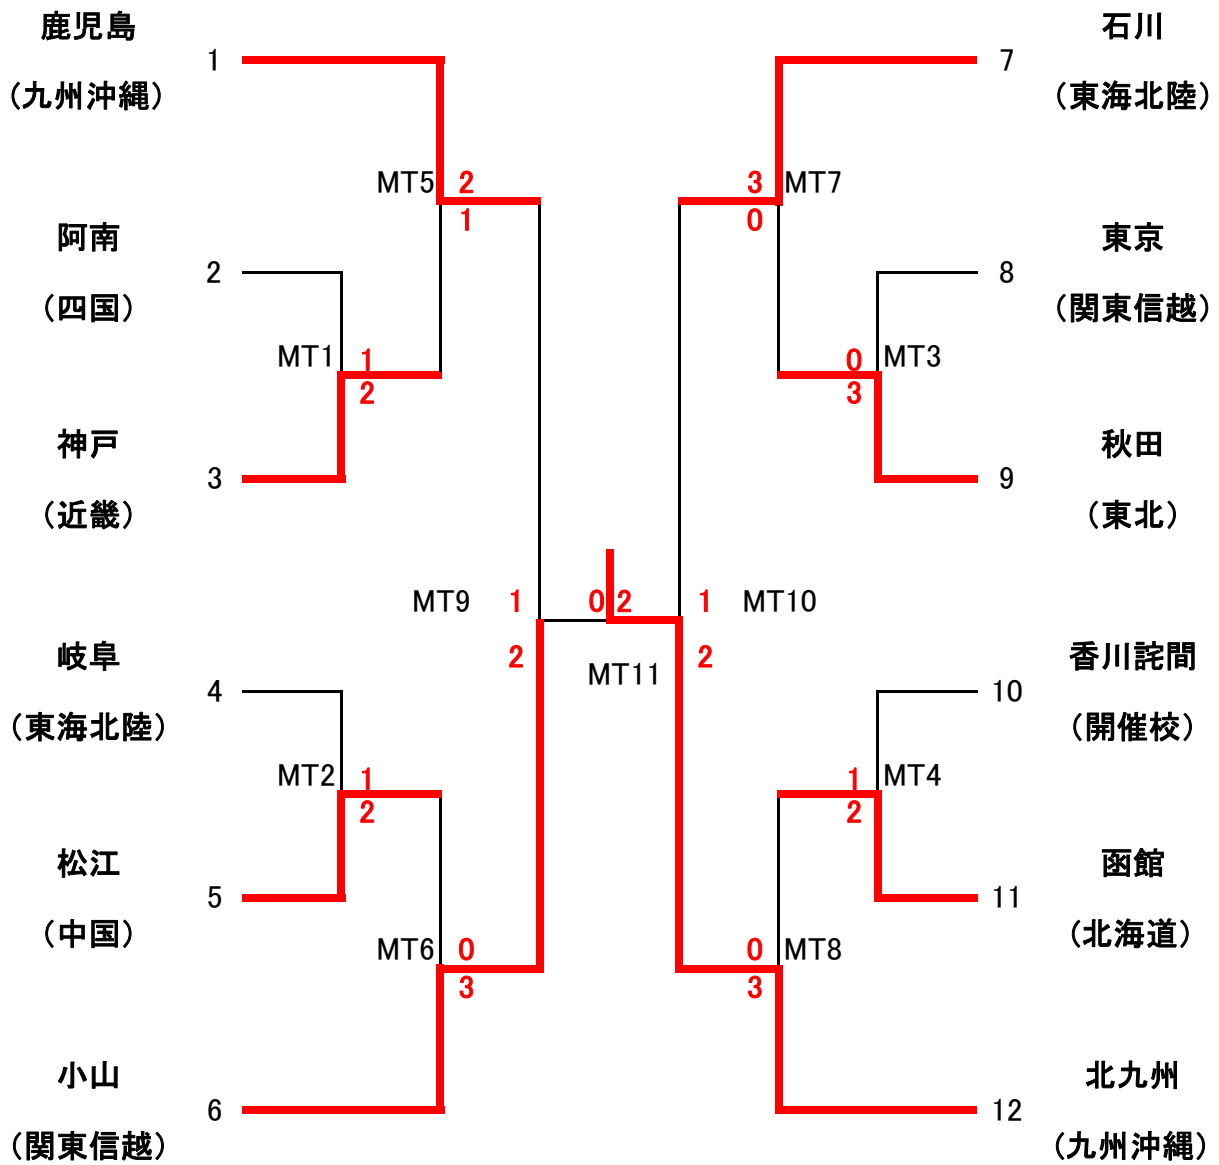 鹿児島
1
(九州沖縄)
阿南
2
(四国)
神戸
3
(近畿)
岐阜
4
(東海北陸)
松江
5
(中国)
小山
6
(関東信越)
MT5
2
1
MT1
1
2
MT9
1
2
MT2
1
2
MT6
0
3
0 2
MT11
3
MT7
0
0
MT3
3
1
MT10
2
1
MT4
2
0
MT8
3
石川
7
(東海北陸)
東京
8
(関東信越)
秋田
9
(東北)
香川詫間
10
(開催校)
函館
11
(北海道)
北九州
12
(九州沖縄)